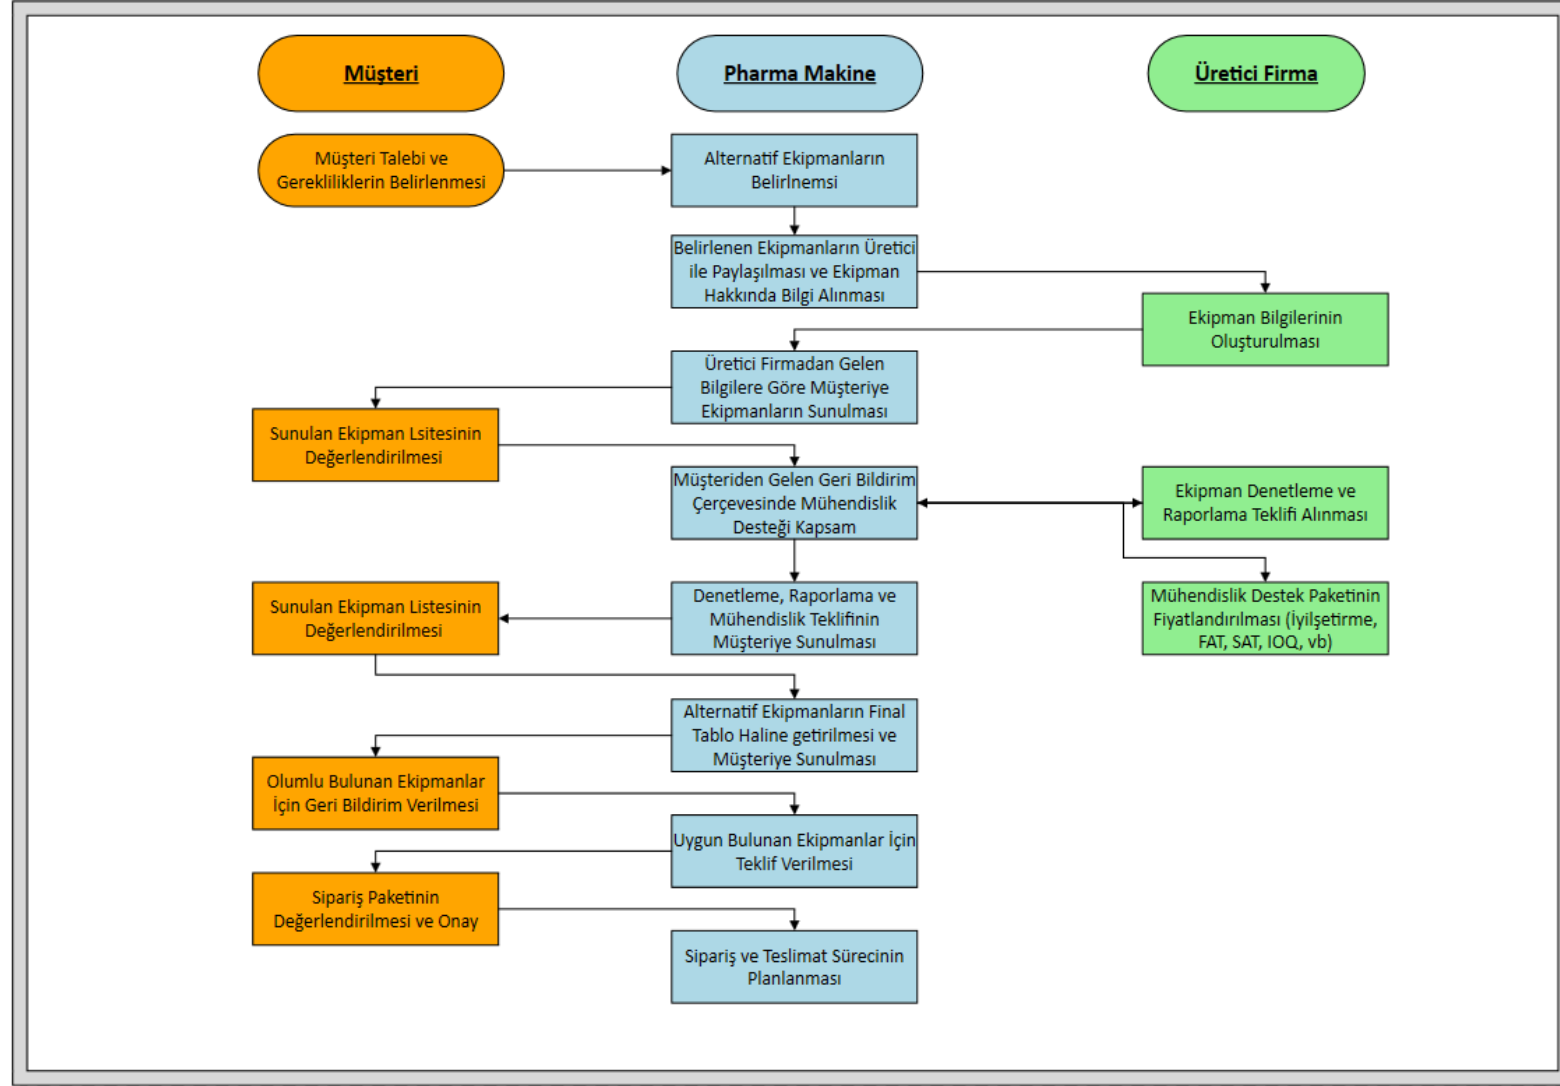 Müşteri
Pharma Makine
Üretici Firma
Müşteri Talebi ve
Gerekliliklerin Belirlenmesi
Alternatif Ekipmanların
Belirlnemsi
Belirlenen Ekipmanların Üretici
ile Paylaşılması ve Ekipman
Hakkında Bilgi Alınması
Ekipman Bilgilerinin
Oluşturulması
Üretici Firmadan Gelen
Bilgilere Göre Müşteriye
Ekipmanların Sunulması
Sunulan Ekipman Lsitesinin
Değerlendirilmesi
Müşteriden Gelen Geri Bildirim
Çerçevesinde Mühendislik
Desteği Kapsam
Ekipman Denetleme ve
Raporlama Teklifi Alınması
Sunulan Ekipman Listesinin
Değerlendirilmesi
Denetleme, Raporlama ve
Mühendislik Teklifinin
Müşteriye Sunulması
Mühendislik Destek Paketinin
Fiyatlandırılması (İyilşetirme,
FAT, SAT, IOQ, vb)
Alternatif Ekipmanların Final
Tablo Haline getirilmesi ve
Müşteriye Sunulması
Olumlu Bulunan Ekipmanlar
İçin Geri Bildirim Verilmesi
Uygun Bulunan Ekipmanlar İçin
Teklif Verilmesi
Sipariş Paketinin
Değerlendirilmesi ve Onay
Sipariş ve Teslimat Sürecinin
Planlanması